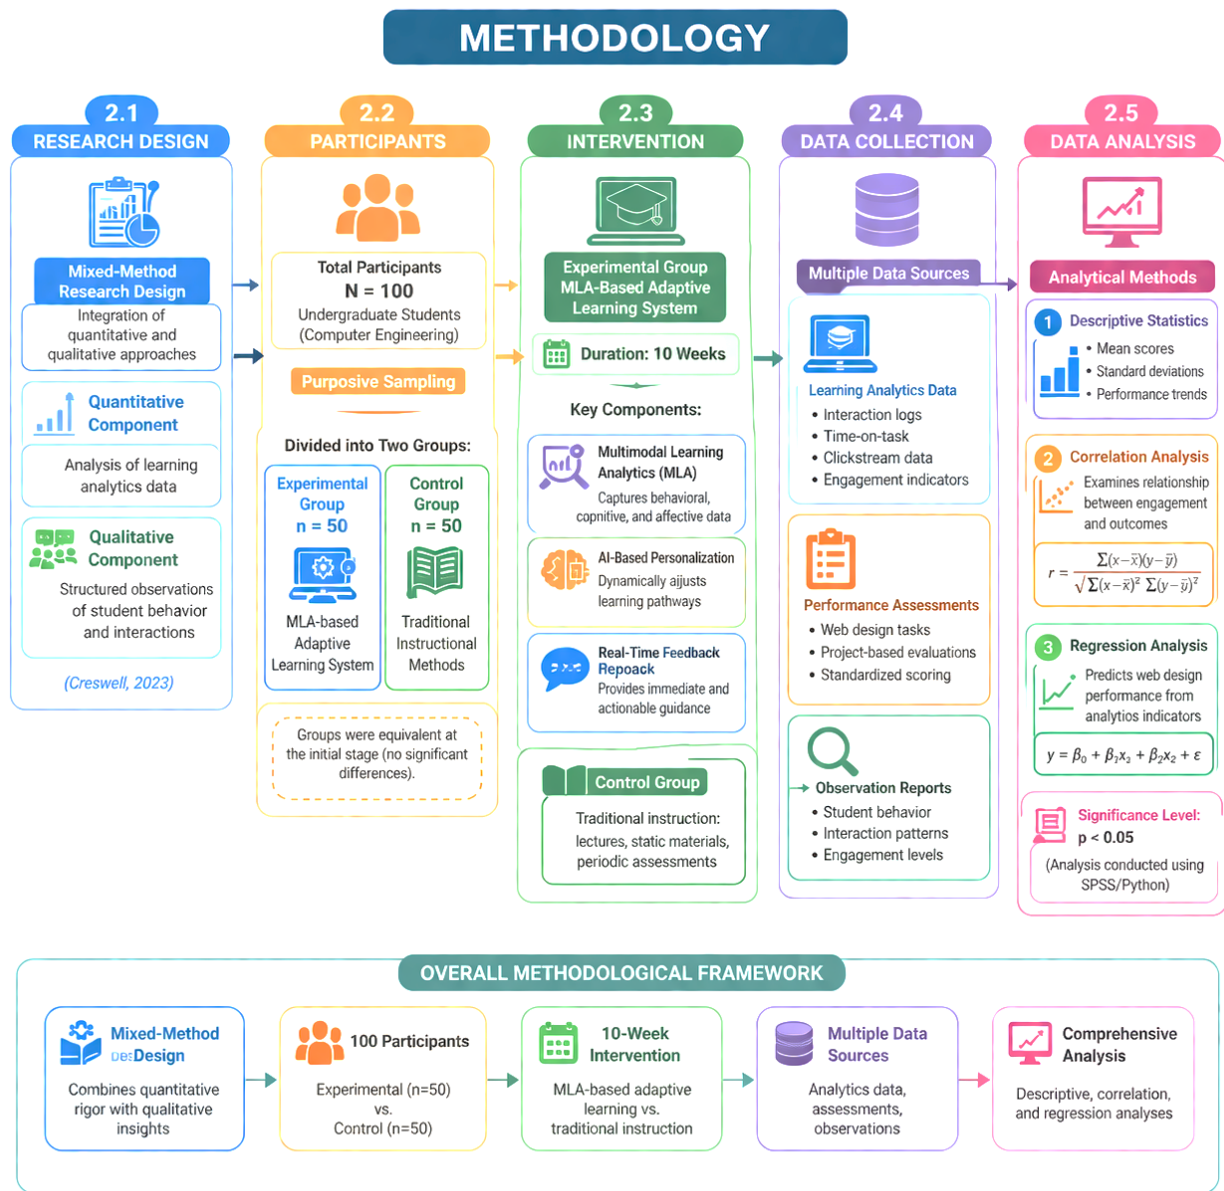 METHODOLOGY
2.1
RESEARCH DESIGN
Mixed-Method
Research Design
Integration of
quantitative and
qualitative approaches
Quantitative
Component
Analysis of learning
analytics data
Qualitative
Component
Structured observations
of student behavior
and interactions
(Creswell, 2023)
2.2
PARTICIPANTS
Total Participants
N = 100
Undergraduate Students
(Computer Engineering)
Purposive Sampling
Divided into Two Groups:
Experimental
Group
n = 50
MLA-based
Adaptive
Learning System
Control
Group
n = 50
Traditional
Instructional
Methods
Groups were equivalent at
the initial stage (no significant
differences).
2.3
INTERVENTION
Experimental Group
MLA-Based Adaptive
Learning System
Duration: 10 Weeks
Key Components:
Multimodal Learning
Analytics (MLA)
Captures behavioral,
cognitive, and affective data
AI-Based Personalization
Dynamically aijusts
learning pathways
Real-Time Feedback
Repoack
Provides immediate and
actionable guidance
Control Group
Traditional instruction:
lectures, static materials,
periodic assessments
2.4
DATA COLLECTION
Multiple Data Sources
Learning Analytics Data
• Interaction logs
• Time-on-task
• Clickstream data
• Engagement indicators
Performance Assessments
• Web design tasks
• Project-based evaluations
• Standardized scoring
Observation Reports
• Student behavior
• Interaction patterns
• Engagement levels
2.5
DATA ANALYSIS
Analytical Methods
1 Descriptive Statistics
• Mean scores
• Standard deviations
• Performance trends
2 Correlation Analysis
Examines relationship
between engagement
and outcomes
r = ∑(x−x̄)(y−ȳ) / √∑(x−x̄)² ∑(y−ȳ)²
3 Regression Analysis
Predicts web design
performance from
analytios indicators
y = β₀ + β₁x₁ + β₂x₂ + ε
Significance Level:
p < 0.05
(Analysis conducted using
SPSS/Python)
OVERALL METHODOLOGICAL FRAMEWORK
Mixed-Method
Design
Combines quantitative
rigor with qualitative
insights
100 Participants
Experimental (n=50)
vs.
Control (n=50)
10-Week
Intervention
MLA-based adaptive
learning vs.
traditional instruction
Multiple Data
Sources
Analytics data,
assessments,
observations
Comprehensive
Analysis
Descriptive, correlation,
and regression analyses